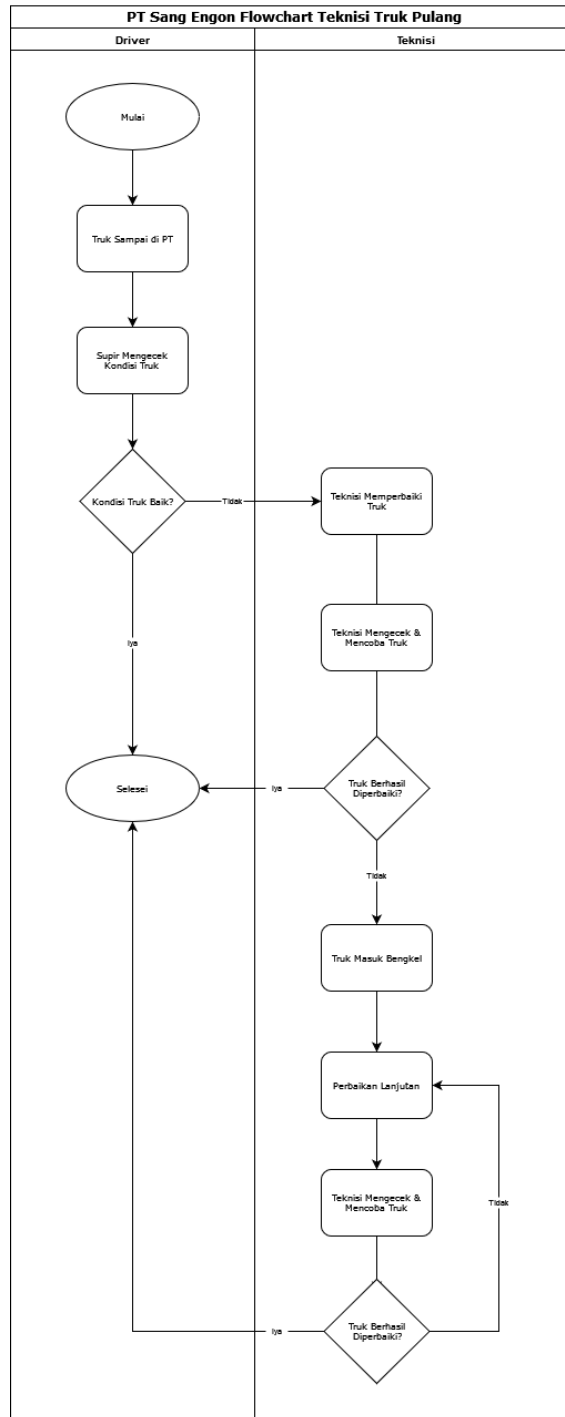 PT Sang Engon Flowchart Teknisi Truk Pulang
Driver
Teknisi
Mulai
Truk Sampai di PT
Supir Mengecek
Kondisi Truk
Kondisi Truk Baik?
Tidak
Teknisi Memperbaiki
Truk
Teknisi Mengecek &
Mencoba Truk
Iya
Selesei
Iya
Truk Berhasil
Diperbaiki?
Tidak
Truk Masuk Bengkel
Perbaikan Lanjutan
Teknisi Mengecek &
Mencoba Truk
Tidak
Iya
Truk Berhasil
Diperbaiki?